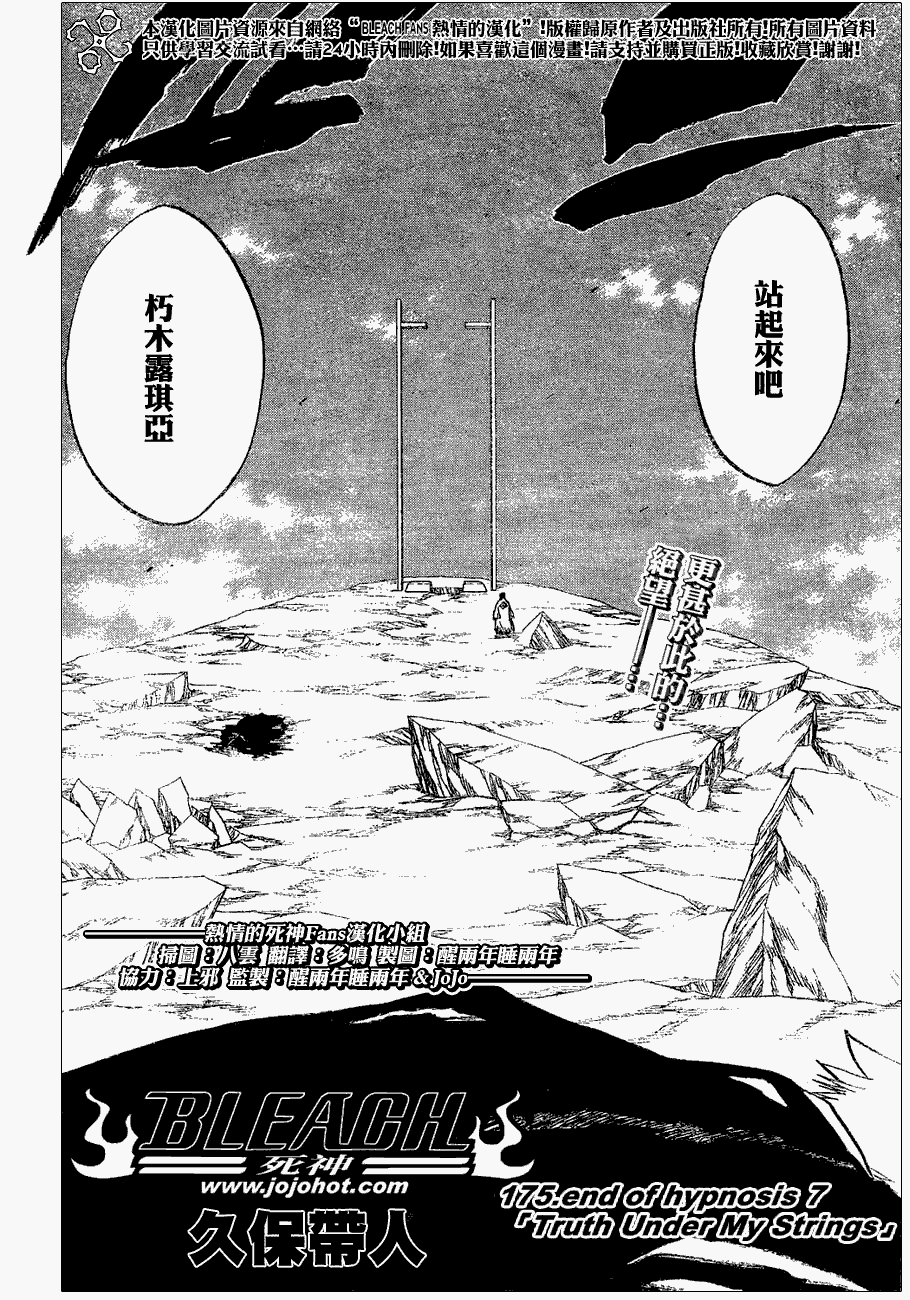 本漢化圖片資源來自網絡“BLEACH FANS 熱情的漢化”!版權歸原作者及出版社所有!所有圖片資料
只供學習交流試看…請24小時內刪除!如果喜歡這個漫畫!請支持並購買正版!收藏欣賞!謝謝!
站起來吧
朽木露琪亞
更甚於此的…
絕望——…
熱情的死神Fans漢化小組
掃圖：八雲 翻譯：多鳴 製圖：醒兩年睡兩年
協力：上邪 監製：醒兩年睡兩年＆JoJo
BLEACH
死神
www.jojohot.com
久保帶人
175.end of hypnosis 7
「Truth Under My Strings」